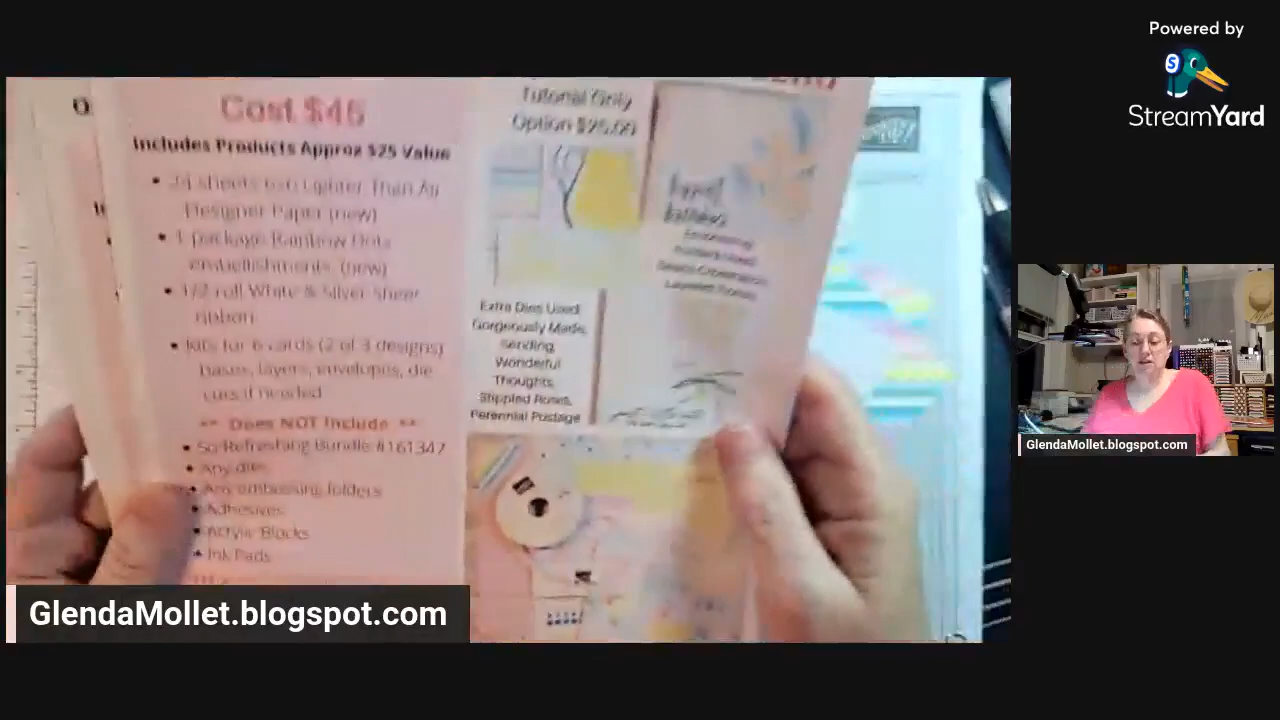 Powered by
StreamYard
Cost $46
Includes Products Approx $25 Value
24 sheets 6x6 Lighter Than Air
Designer Paper (new)
1 package Rainbow Dots
embellishments (new)
1/2 roll White & Silver Sheer
ribbon
kits for 6 cards (2 of 3 designs)
bases, layers, envelopes, die
cuts if needed
** Does NOT Include **
So Refreshing Bundle #161347
Any dies
Any embossing folders
Adhesives
Acrylic Blocks
Ink Pads
Tutorial Only
Option $25.00
Embossing
Folders Used
Extra Dies Used:
Gorgeously Made,
Sending,
Wonderful
Thoughts,
Stippled Roses,
Perennial Postage
GlendaMollet.blogspot.com
GlendaMollet.blogspot.com